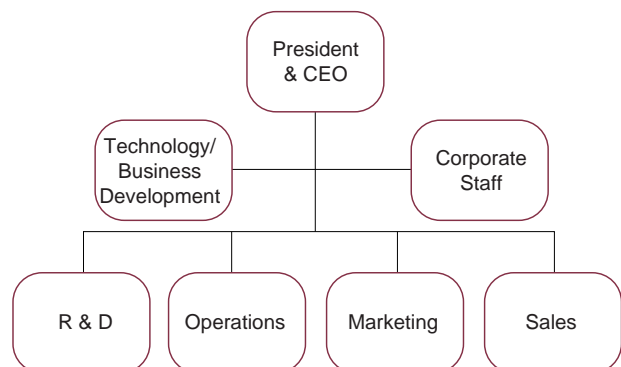 President
& CEO
Technology/
Business
Development
Corporate
Staff
R & D
Operations
Marketing
Sales